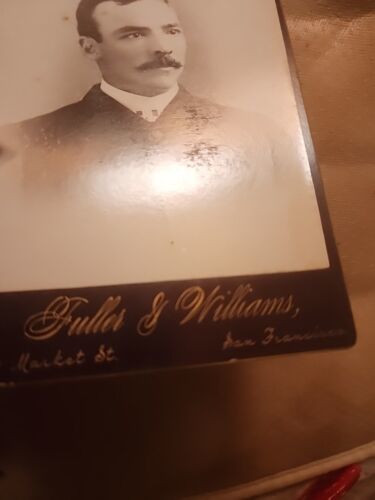 Fuller & Williams,
Market St. San Francisco